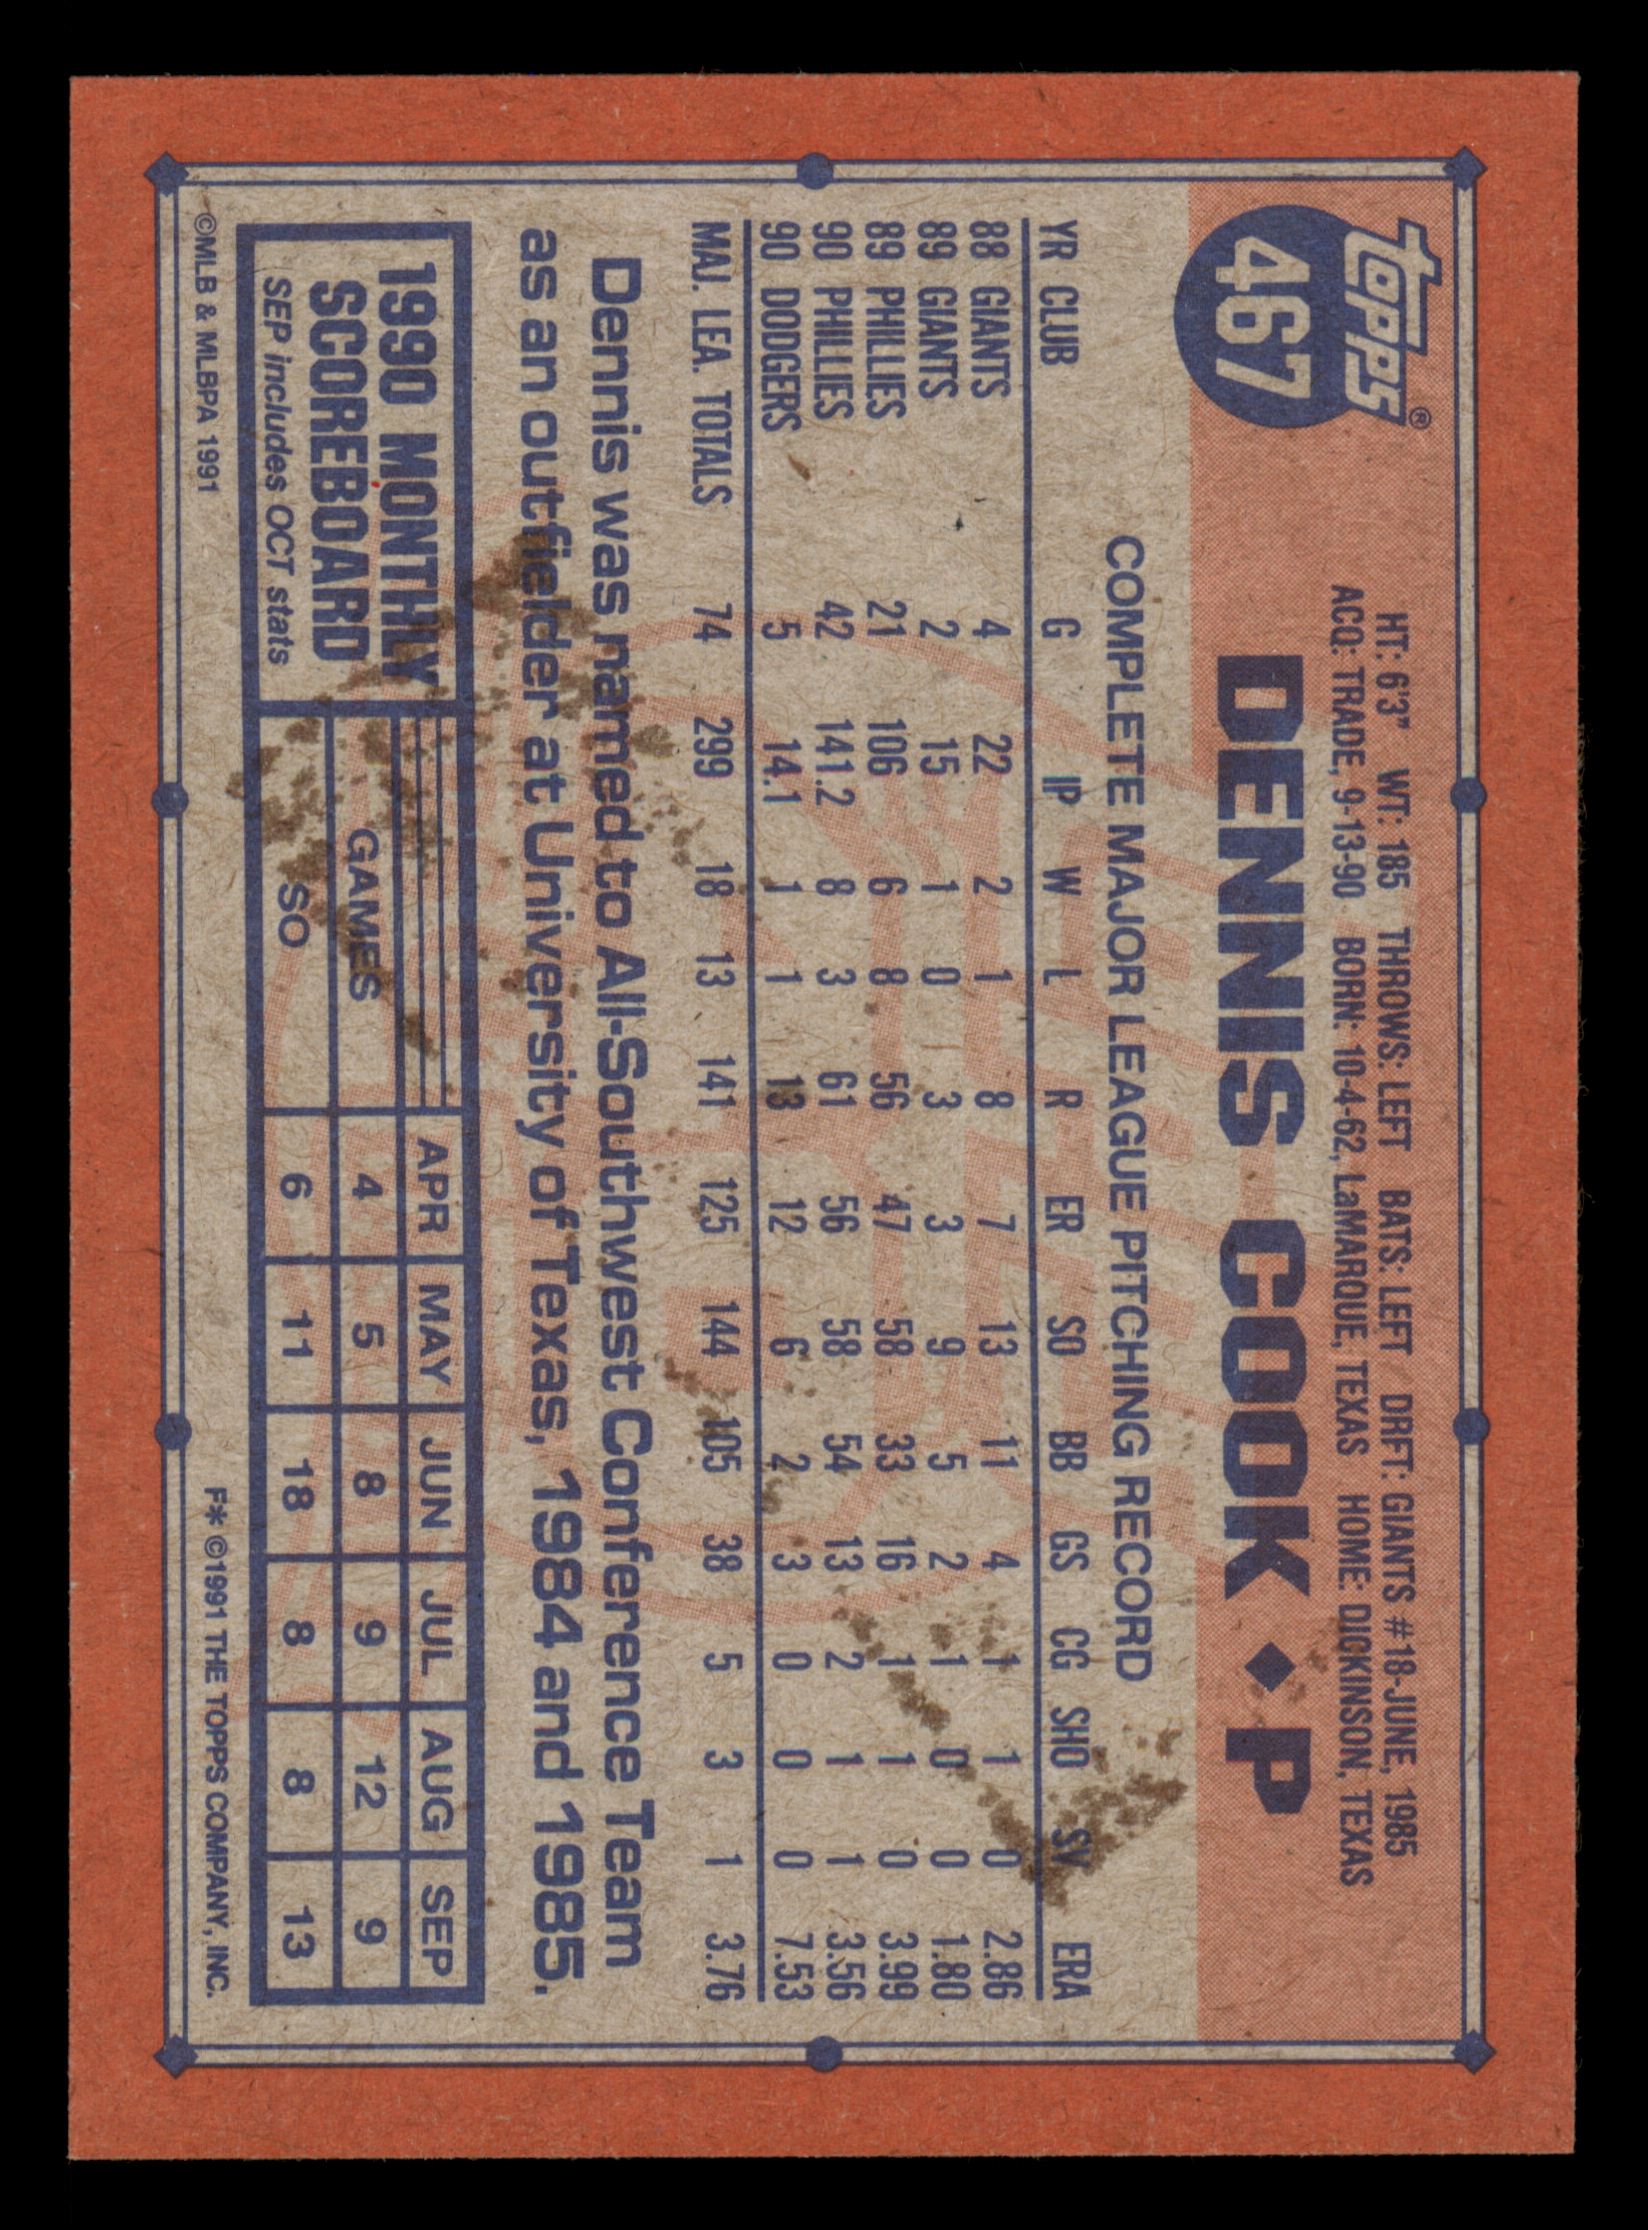 topps®
467
HT: 6'3" WT: 185 THROWS: LEFT BATS: LEFT DRFT: GIANTS #18-JUNE, 1985
ACQ: TRADE, 9-13-90 BORN: 10-4-62, LaMARQUE, TEXAS HOME: DICKINSON, TEXAS
DENNIS COOK ◆ P
COMPLETE MAJOR LEAGUE PITCHING RECORD
YR CLUB G IP W L R ER SO BB GS CG SHO SV ERA
88 GIANTS 4 22 2 1 8 7 13 11 4 1 1 0 2.86
89 GIANTS 2 15 1 0 3 3 9 5 2 1 0 0 1.80
89 PHILLIES 21 106 6 8 56 47 58 33 16 1 1 0 3.99
90 PHILLIES 42 141.2 8 3 61 56 58 54 13 2 1 1 3.56
90 DODGERS 5 14.1 1 1 13 12 6 2 3 0 0 0 7.53
MAJ. LEA. TOTALS 74 299 18 13 141 125 144 105 38 5 3 1 3.76
Dennis was named to All-Southwest Conference Team
as an outfielder at University of Texas, 1984 and 1985.
1990 MONTHLY
SCOREBOARD
SEP includes OCT stats
APR MAY JUN JUL AUG SEP
GAMES 4 5 8 9 12 9
SO 6 11 18 8 8 13
©MLB & MLBPA 1991
F* ©1991 THE TOPPS COMPANY, INC.